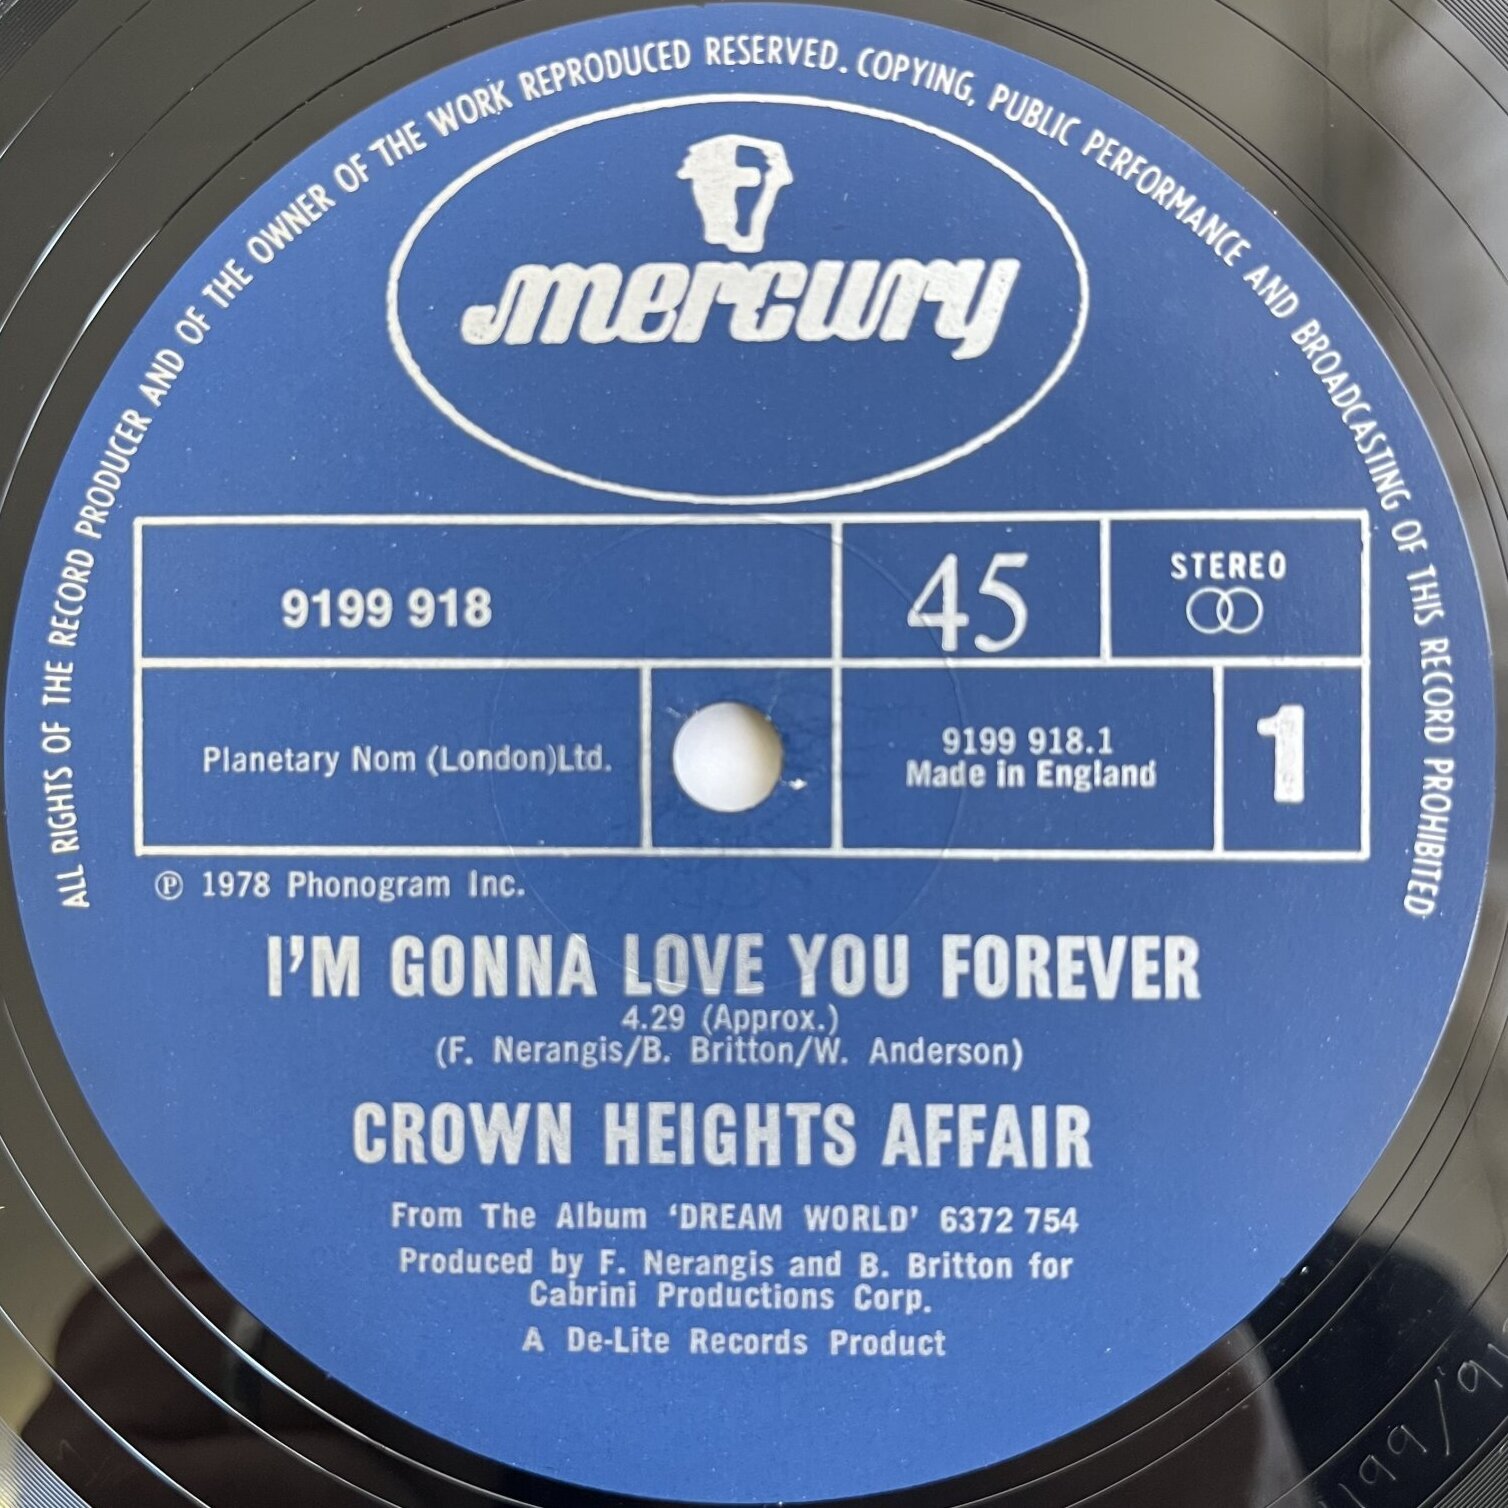 ALL RIGHTS OF THE RECORD PRODUCER AND OF THE OWNER OF THE WORK REPRODUCED RESERVED. COPYING, PUBLIC PERFORMANCE AND BROADCASTING OF THIS RECORD PROHIBITED
mercury
9199 918
45
STEREO
Planetary Nom (London)Ltd.
9199 918.1
Made in England
1
℗ 1978 Phonogram Inc.
I'M GONNA LOVE YOU FOREVER
4.29 (Approx.)
(F. Nerangis/B. Britton/W. Anderson)
CROWN HEIGHTS AFFAIR
From The Album 'DREAM WORLD' 6372 754
Produced by F. Nerangis and B. Britton for
Cabrini Productions Corp.
A De-Lite Records Product